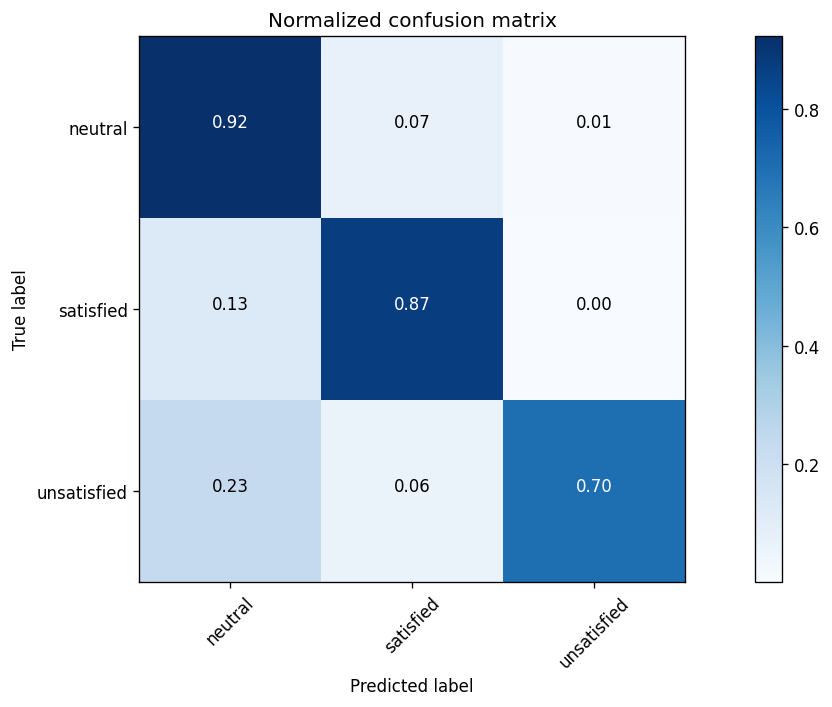 Normalized confusion matrix
neutral 0.92 0.07 0.01
satisfied 0.13 0.87 0.00
unsatisfied 0.23 0.06 0.70
neutral satisfied unsatisfied
True label
Predicted label
0.8
0.6
0.4
0.2